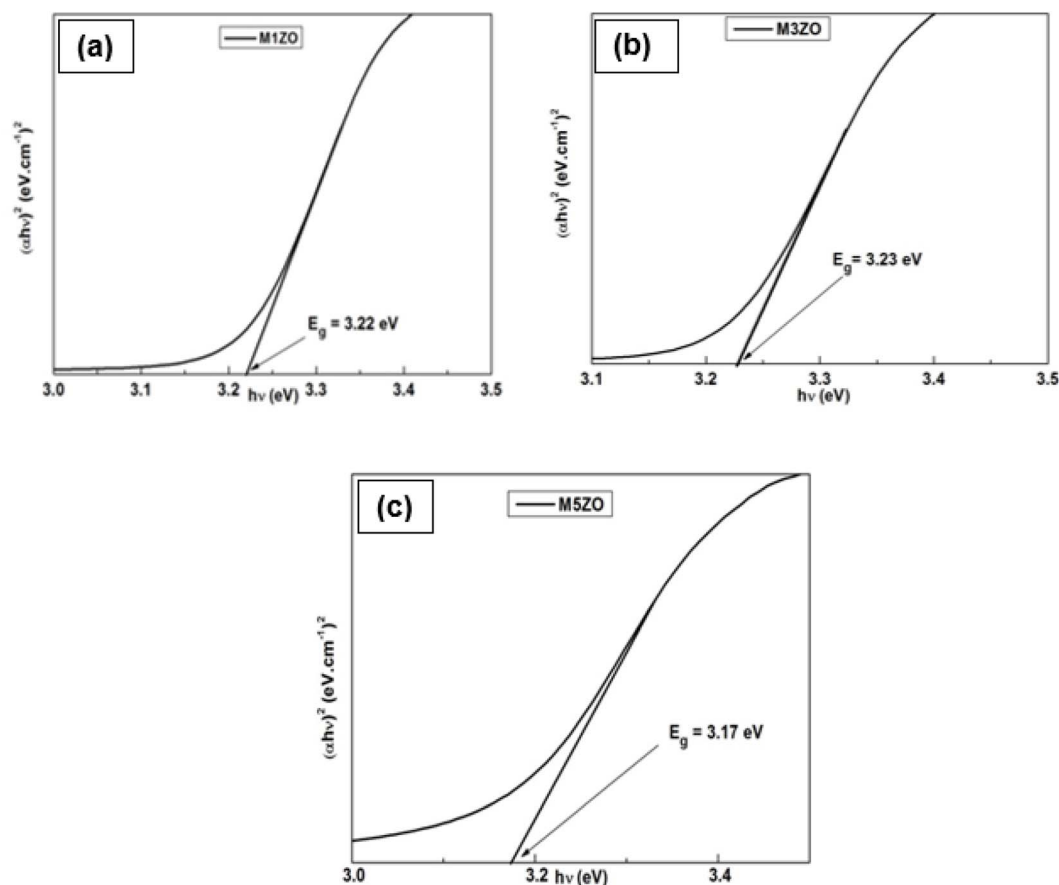 (a)
M1ZO
(αhν)² (eV.cm⁻¹)²
E_g = 3.22 eV
3.0 3.1 3.2 3.3 3.4 3.5
hν (eV)
(b)
M3ZO
(αhν)² (eV.cm⁻¹)²
E_g = 3.23 eV
3.1 3.2 3.3 3.4 3.5
hν (eV)
(c)
M5ZO
(αhν)² (eV.cm⁻¹)²
E_g = 3.17 eV
3.0 3.2 3.4
hν (eV)